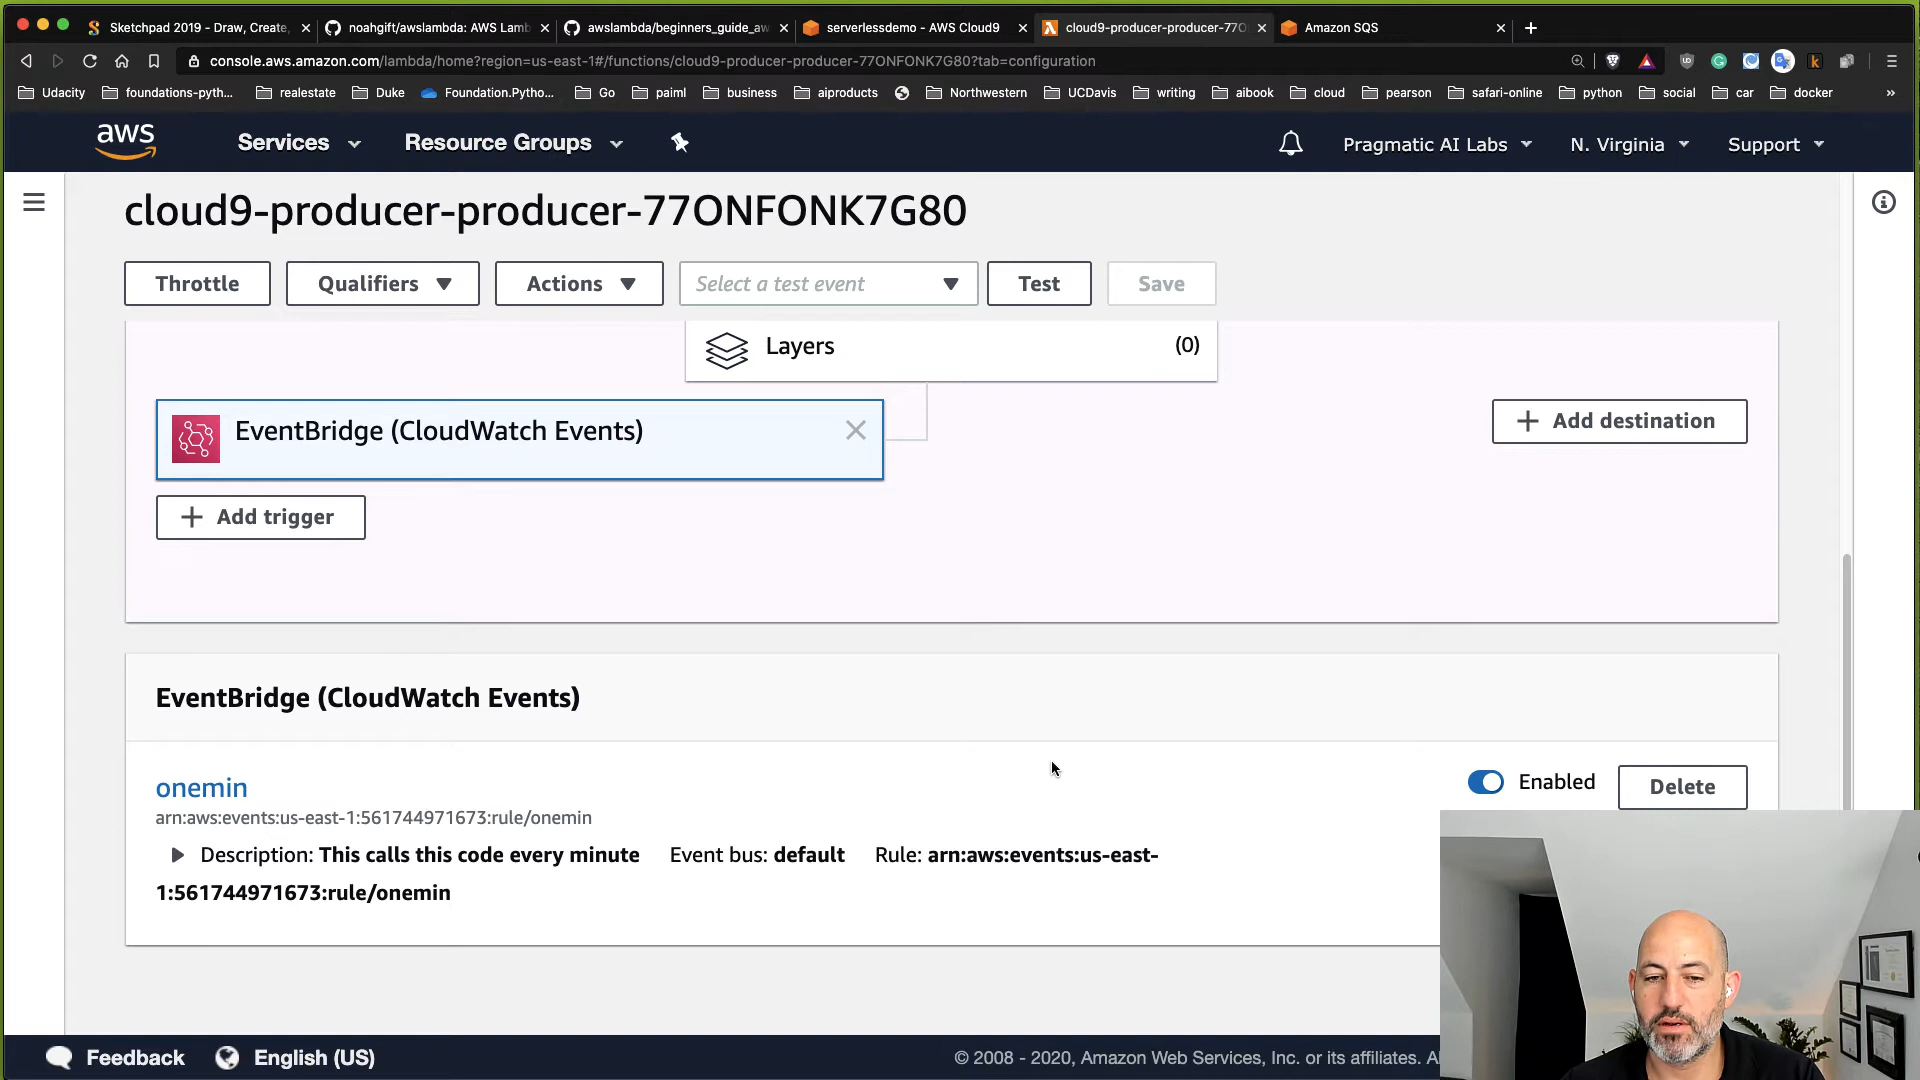 Sketchpad 2019 - Draw, Create,
noahgift/awslambda: AWS Lamb
awslambda/beginners_guide_aw
serverlessdemo - AWS Cloud9
cloud9-producer-producer-77O
Amazon SQS
console.aws.amazon.com/lambda/home?region=us-east-1#/functions/cloud9-producer-producer-77ONFONK7G80?tab=configuration
Udacity
foundations-pyth...
realestate
Duke
Foundation.Pytho...
Go
paiml
business
aiproducts
Northwestern
UCDavis
writing
aibook
cloud
pearson
safari-online
python
social
car
docker
»
aws
Services
Resource Groups
Pragmatic AI Labs
N. Virginia
Support
cloud9-producer-producer-77ONFONK7G80
Throttle
Qualifiers
Actions
Select a test event
Test
Save
Layers
(0)
EventBridge (CloudWatch Events)
Add destination
Add trigger
EventBridge (CloudWatch Events)
onemin
Enabled
Delete
arn:aws:events:us-east-1:561744971673:rule/onemin
Description: This calls this code every minute Event bus: default Rule: arn:aws:events:us-east-
1:561744971673:rule/onemin
Feedback
English (US)
© 2008 - 2020, Amazon Web Services, Inc. or its affiliates. A